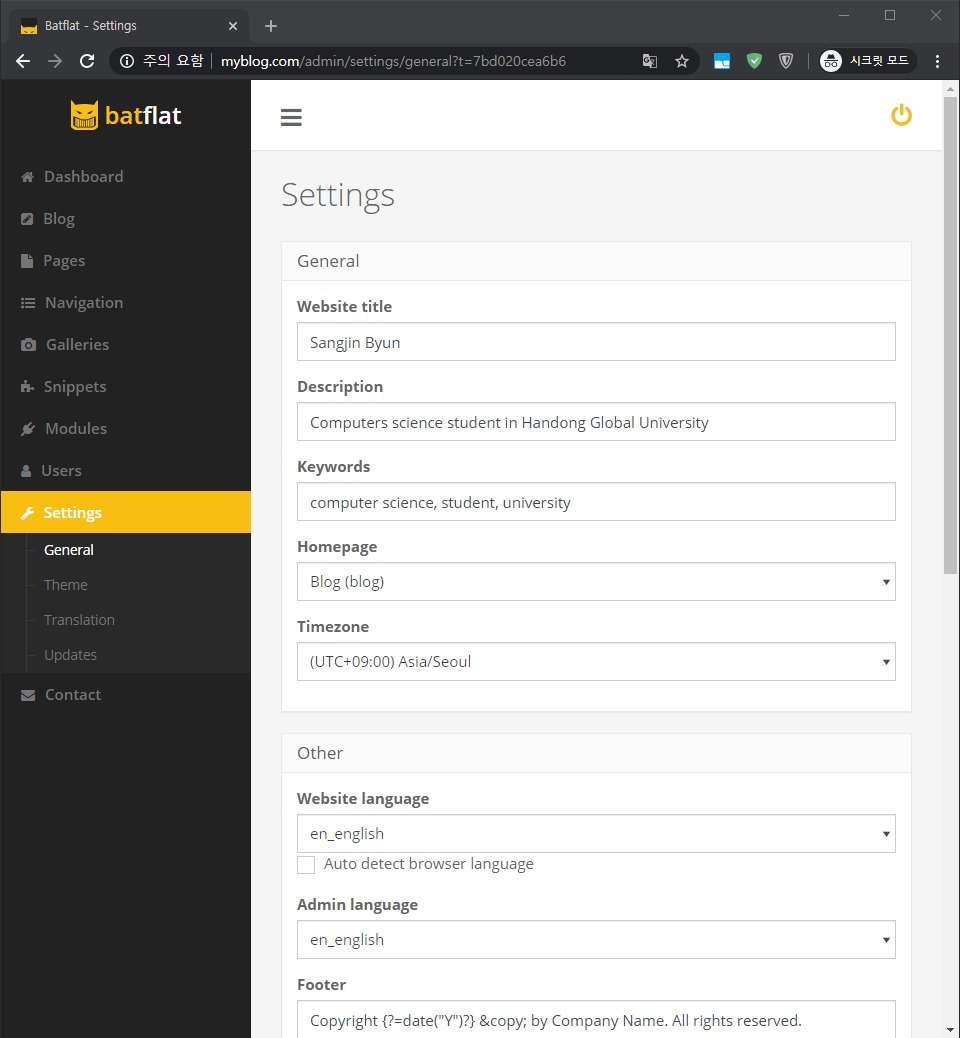 Batflat - Settings
주의 요함 myblog.com/admin/settings/general?t=7bd020cea6b6 시크릿 모드
batflat
Dashboard
Blog
Pages
Navigation
Galleries
Snippets
Modules
Users
Settings
General
Theme
Translation
Updates
Contact
Settings
General
Website title
Sangjin Byun
Description
Computers science student in Handong Global University
Keywords
computer science, student, university
Homepage
Blog (blog)
Timezone
(UTC+09:00) Asia/Seoul
Other
Website language
en_english
Auto detect browser language
Admin language
en_english
Footer
Copyright {?=date("Y")?} &copy; by Company Name. All rights reserved.